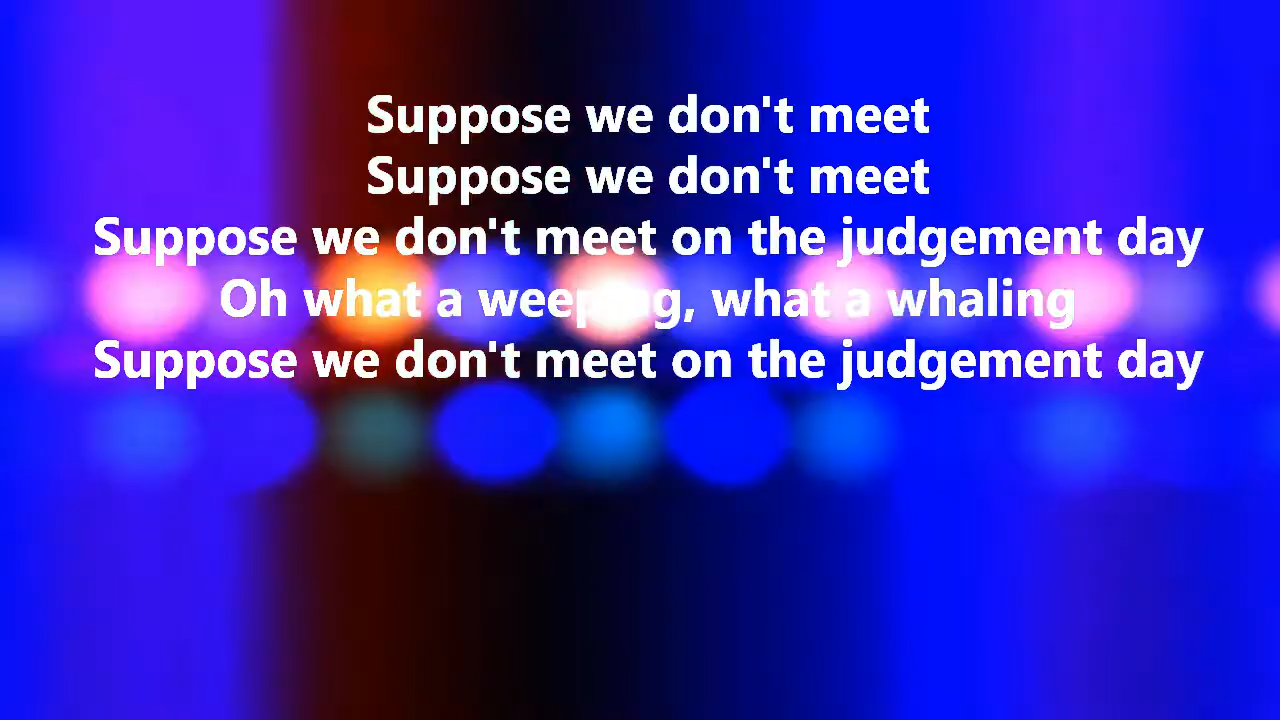 Suppose we don't meet
Suppose we don't meet
Suppose we don't meet on the judgement day
Oh what a weeping, what a whaling
Suppose we don't meet on the judgement day